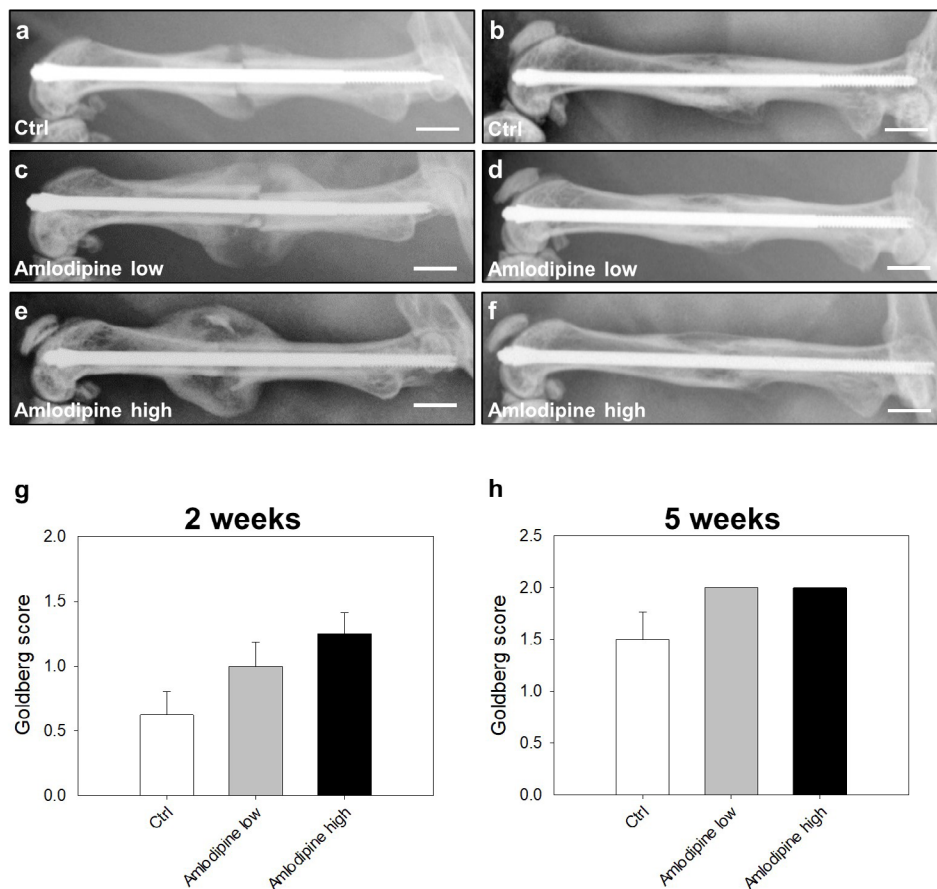 a
Ctrl
b
Ctrl
c
Amlodipine low
d
Amlodipine low
e
Amlodipine high
f
Amlodipine high
g
2 weeks
2.0
1.5
1.0
0.5
0.0
Goldberg score
Ctrl
Amlodipine low
Amlodipine high
h
5 weeks
2.5
2.0
1.5
1.0
0.5
0.0
Goldberg score
Ctrl
Amlodipine low
Amlodipine high